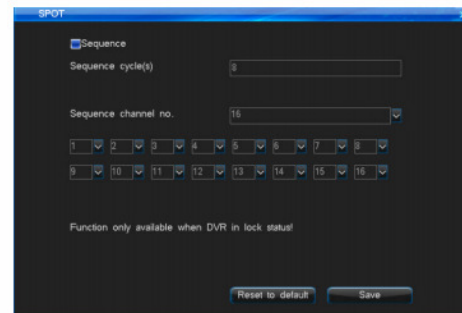 SPOT
Sequence
Sequence cycle(s) 8
Sequence channel no. 16
1 2 3 4 5 6 7 8
9 10 11 12 13 14 15 16
Function only available when DVR in lock status!
Reset to default Save